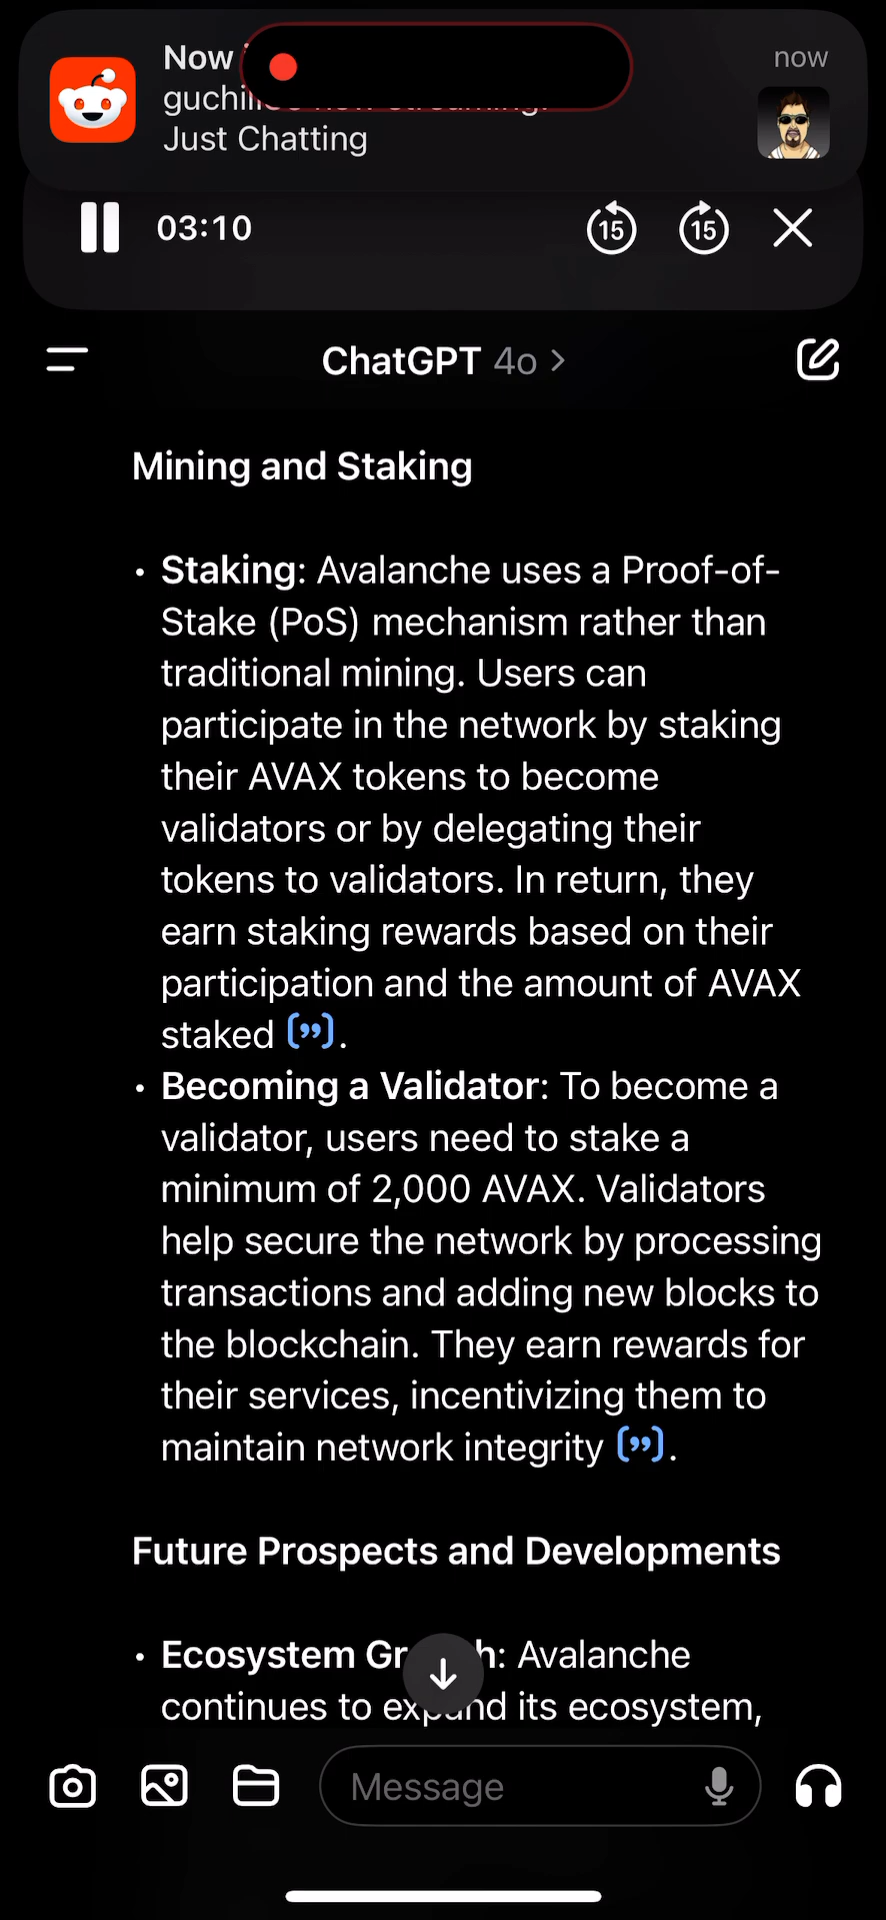 Now
now
Just Chatting
03:10
15
15
ChatGPT 4o >
Mining and Staking
• Staking: Avalanche uses a Proof-of-
Stake (PoS) mechanism rather than
traditional mining. Users can
participate in the network by staking
their AVAX tokens to become
validators or by delegating their
tokens to validators. In return, they
earn staking rewards based on their
participation and the amount of AVAX
staked [”].
• Becoming a Validator: To become a
validator, users need to stake a
minimum of 2,000 AVAX. Validators
help secure the network by processing
transactions and adding new blocks to
the blockchain. They earn rewards for
their services, incentivizing them to
maintain network integrity [”].
Future Prospects and Developments
• Ecosystem : Avalanche
continues to expand its ecosystem,
Message